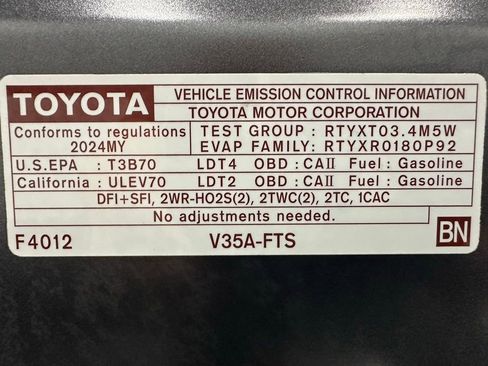 TOYOTA VEHICLE EMISSION CONTROL INFORMATION
TOYOTA MOTOR CORPORATION
Conforms to regulations
2024MY
TEST GROUP : RTYXT03.4M5W
EVAP FAMILY: RTYXR0180P92
U.S.EPA : T3B70 LDT4 OBD : CAII Fuel : Gasoline
California : ULEV70 LDT2 OBD : CAII Fuel : Gasoline
DFI+SFI, 2WR-HO2S(2), 2TWC(2), 2TC, 1CAC
No adjustments needed.
F4012 V35A-FTS BN